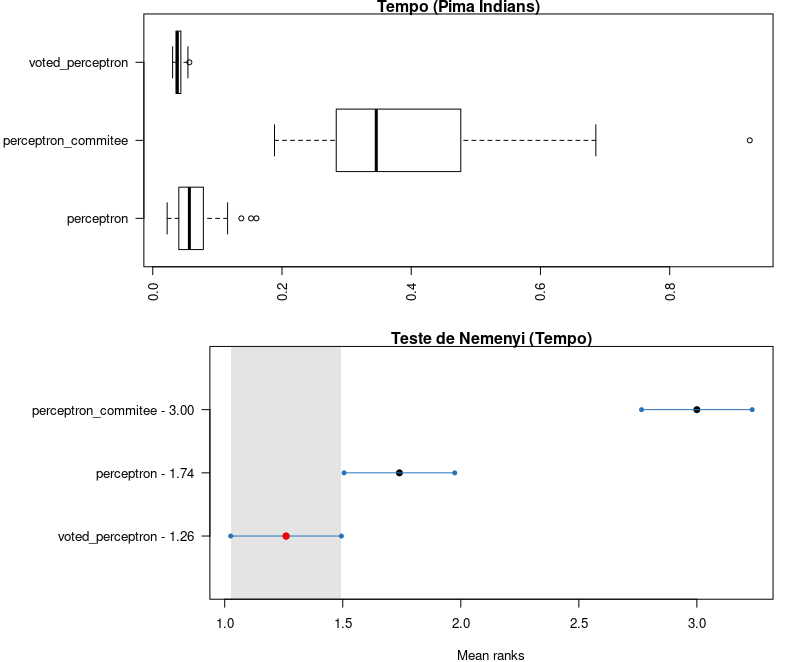 Tempo (Pima Indians)
voted_perceptron
perceptron_commitee
perceptron
0.0 0.2 0.4 0.6 0.8
Teste de Nemenyi (Tempo)
perceptron_commitee - 3.00
perceptron - 1.74
voted_perceptron - 1.26
1.0 1.5 2.0 2.5 3.0
Mean ranks